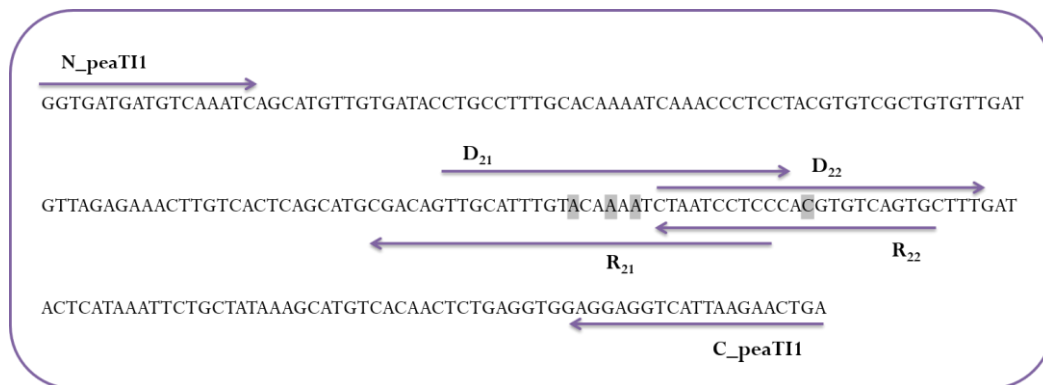 N_peaTI1
GGTGATGATGTCAAATCAGCATGTTGTGATACCTGCCTTTGCACAAAATCAAACCCTCCTACGTGTCGCTGTGTTGAT
D21
D22
GTTAGAGAAACTTGTCACTCAGCATGCGACAGTTGCATTTGTACAAAATCTAATCCTCCCACGTGTCAGTGCTTTGAT
R21
R22
ACTCATAAATTCTGCTATAAAGCATGTCACAACTCTGAGGTGGAGGAGGTCATTAAGAACTGA
C_peaTI1